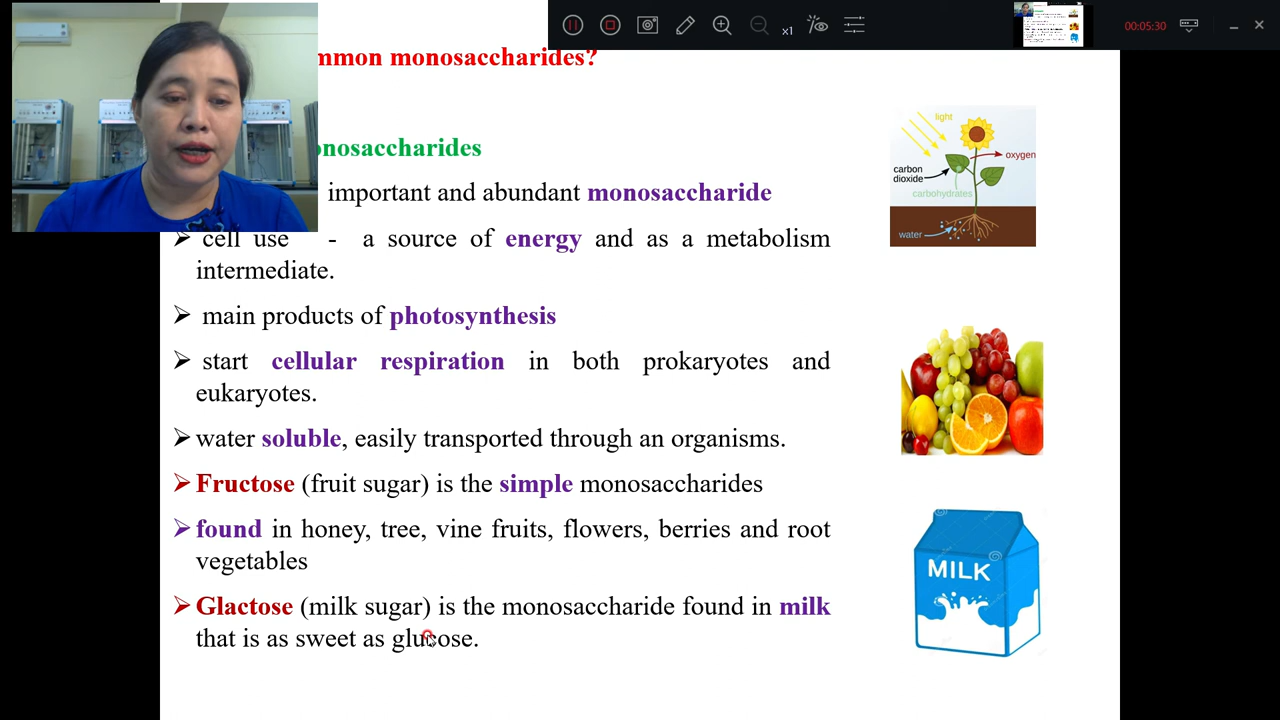 x1
00:05:30
mmon monosaccharides?
onosaccharides
important and abundant monosaccharide
cell use - a source of energy and as a metabolism
intermediate.
main products of photosynthesis
start cellular respiration in both prokaryotes and
eukaryotes.
water soluble, easily transported through an organisms.
Fructose (fruit sugar) is the simple monosaccharides
found in honey, tree, vine fruits, flowers, berries and root
vegetables
Glactose (milk sugar) is the monosaccharide found in milk
that is as sweet as glucose.
light
oxygen
carbon
dioxide
carbohydrates
water
MILK